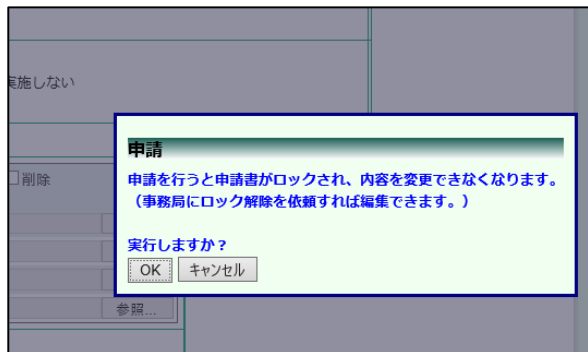 実施しない
申請
申請を行うと申請書がロックされ、内容を変更できなくなります。
（事務局にロック解除を依頼すれば編集できます。）
実行しますか？
□削除
OK キャンセル
参照...